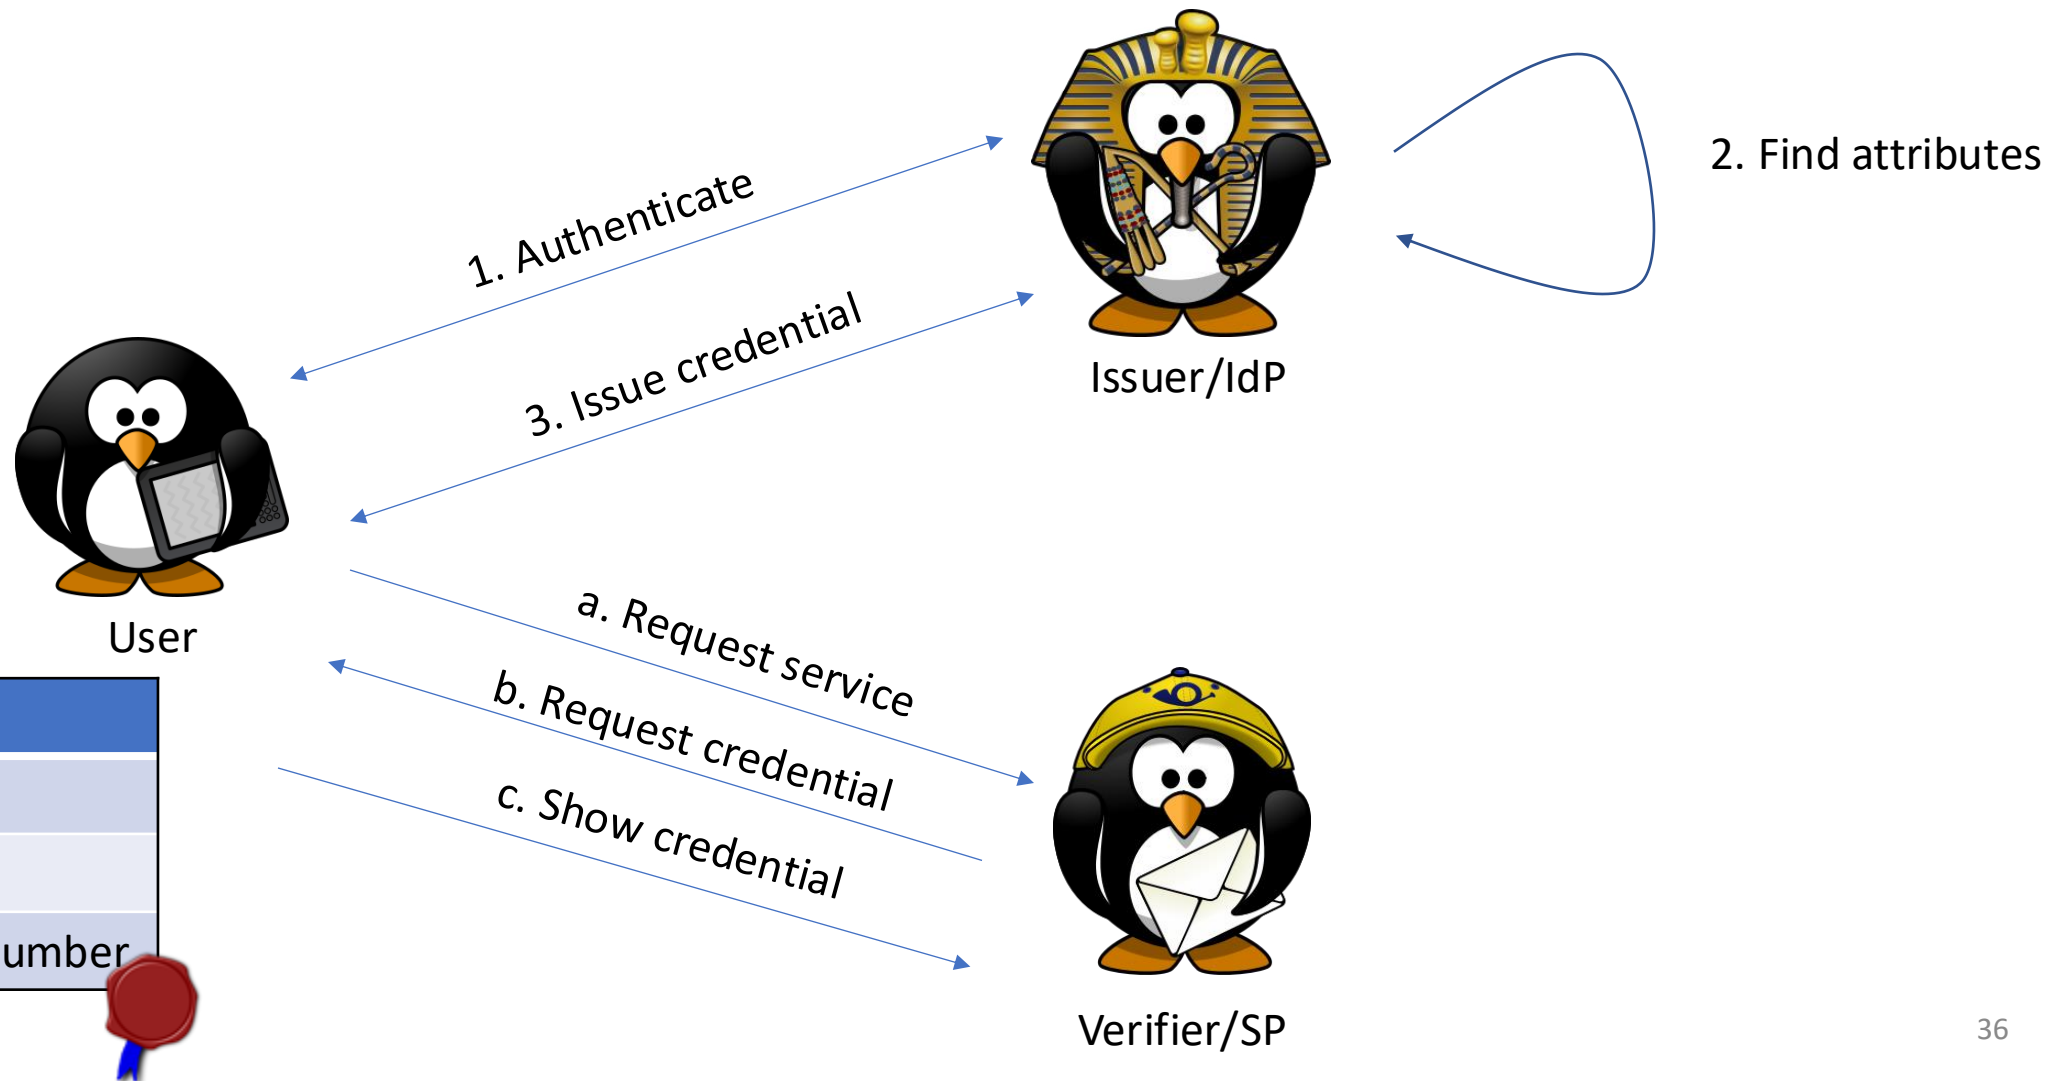 2. Find attributes
1. Authenticate
3. Issue credential
Issuer/IdP
User
a. Request service
b. Request credential
c. Show credential
umber
Verifier/SP
36